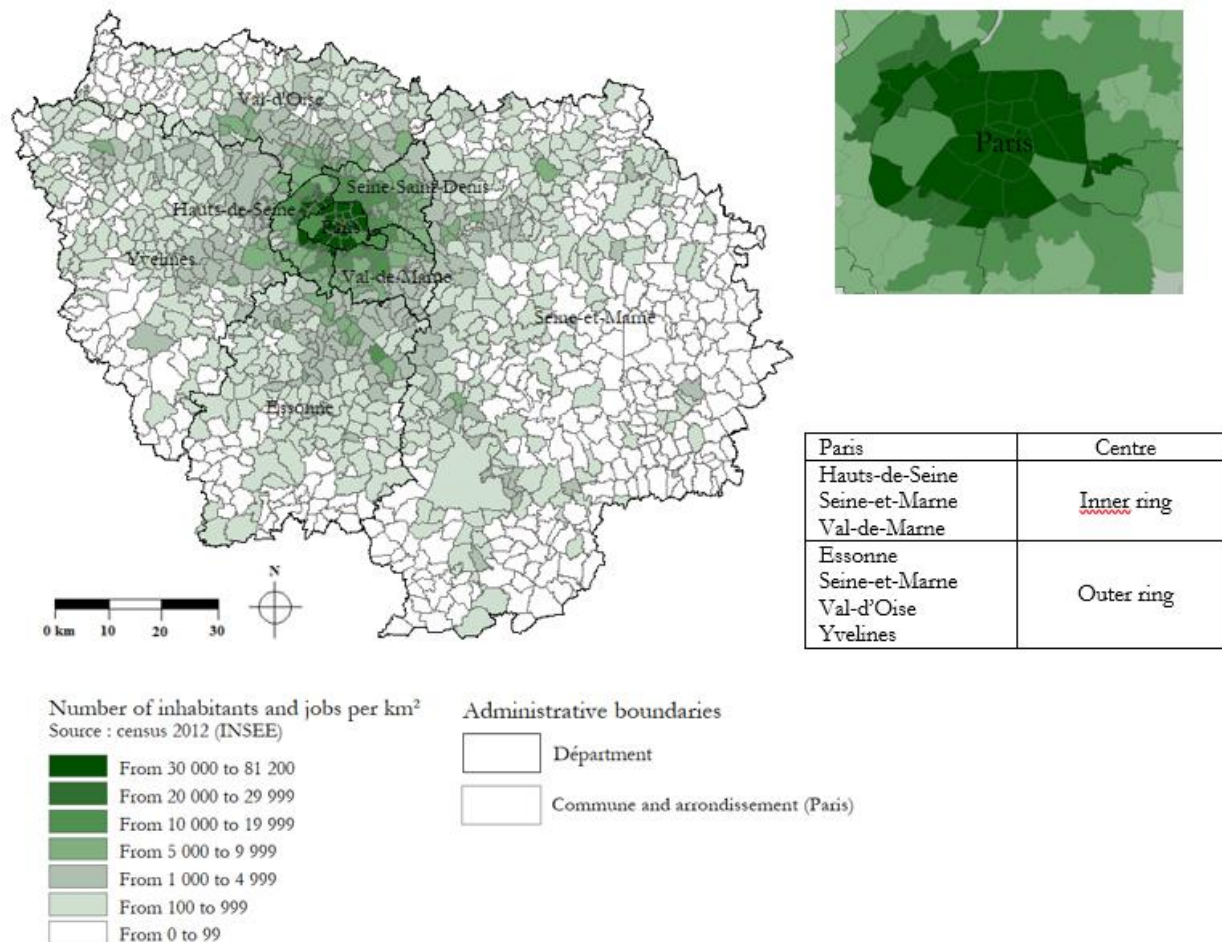 Val-d'Oise
Paris
Seine-Saint-Denis
Hauts-de-Seine
Paris
Yvelines
Val-de-Marne
Seine-et-Marne
Essonne
N
0 km 10 20 30
Paris Centre
Hauts-de-Seine
Seine-et-Marne Inner ring
Val-de-Marne
Essonne
Seine-et-Marne Outer ring
Val-d'Oise
Yvelines
Number of inhabitants and jobs per km²
Source : census 2012 (INSEE)
From 30 000 to 81 200
From 20 000 to 29 999
From 10 000 to 19 999
From 5 000 to 9 999
From 1 000 to 4 999
From 100 to 999
From 0 to 99
Administrative boundaries
Départment
Commune and arrondissement (Paris)